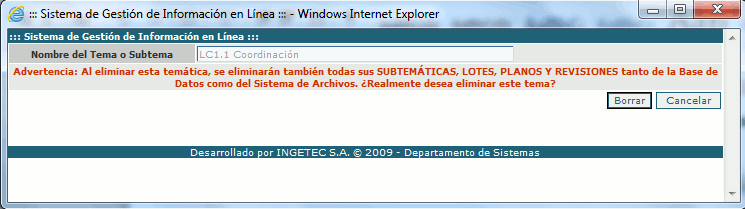 ::: Sistema de Gestión de Información en Línea ::: - Windows Internet Explorer
::: Sistema de Gestión de Información en Línea :::
Nombre del Tema o Subtema LC1.1 Coordinación
Advertencia: Al eliminar esta temática, se eliminarán también todas sus SUBTEMÁTICAS, LOTES, PLANOS Y REVISIONES tanto de la Base de
Datos como del Sistema de Archivos. ¿Realmente desea eliminar este tema?
Borrar Cancelar
Desarrollado por INGETEC S.A. © 2009 - Departamento de Sistemas